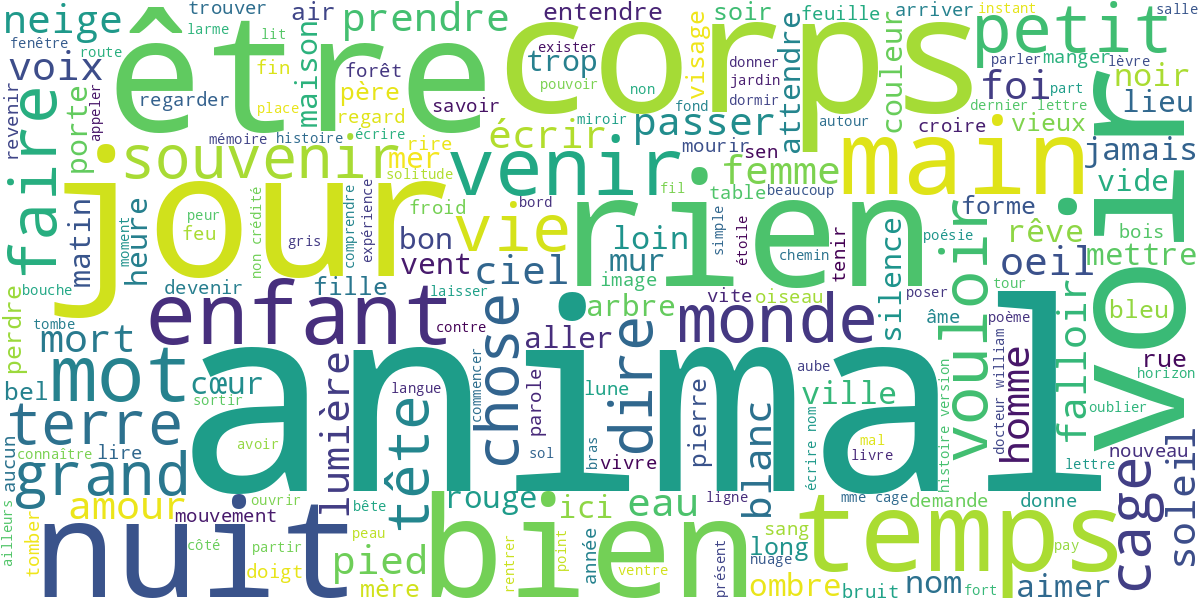 neige
trouver
air
prendre
entendre
soir
feuille
arriver
instant
salle
fenêtre
route
larme
lit
être
corps
petit
exister
trop
donner
visage
couleur
parler
manger
lèvre
voix
fin
maison
forêt
pouvoir
non
jardin
foi
part
noir
regarder
père
savoir
dormir
attendre
dernier lettre
lieu
revenir
appeler
porte
place
regard
fond
autour
vieux
mémoire
histoire
écrire
écrir
miroir
passer
croire
voir
faire
souvenir
rire
mer
solitude
venir
mourir
sen
femme
main
jamais
jour
peur
feu
non crédité
comprendre
expérience
froid
vie
bord
rien
fil
table
beaucoup
vide
forme
matin
moment
heure
gris
bon
vent
ciel
loin
mur
simple
étoile
chemin
tenir
silence
poésie
rêve
bois
mettre
oeil
perdre
bouche
devenir
fille
laisser
image
arbre
vite
oiseau
poser
tour
vouloir
âme
poème
falloir
bleu
tombe
mort
enfant
contre
chose
aller
dire
monde
homme
docteur william
rue
horizon
bel
mot
cœur
sortir
animal
lumière
langue
commencer
parole
lune
aube
ville
oublier
terre
tête
sol
bras
vivre
pierre
blanc
mal
livre
écrire nom
histoire version
lettre
nouveau
aucun
connaître
lire
avoir
grand
ailleurs
amour
mouvement
ouvrir
bête
rouge
ici
eau
ligne
mme cage
demande
donne
cage
soleil
nuit
tomber
côté
partir
doigt
peau
pied
mère
bien
rentrer
point
année
ventre
présent
sang
long
nuage
ombre
temps
bruit
nom
fort
pay
aimer